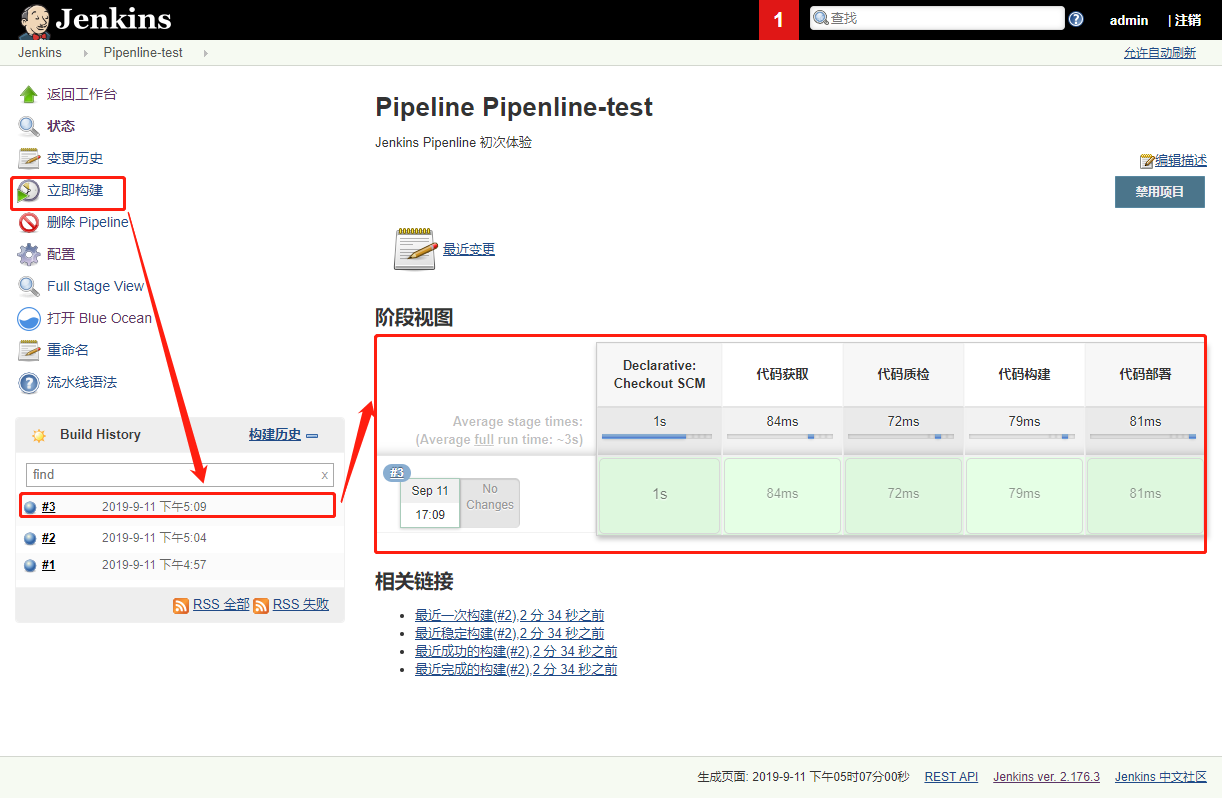 Jenkins
1
查找
admin
| 注销
Jenkins
Pipenline-test
允许自动刷新
返回工作台
状态
变更历史
立即构建
删除 Pipeline
配置
Full Stage View
打开 Blue Ocean
重命名
流水线语法
Build History
构建历史
find
x
#3
2019-9-11 下午5:09
#2
2019-9-11 下午5:04
#1
2019-9-11 下午4:57
RSS 全部
RSS 失败
Pipeline Pipenline-test
Jenkins Pipenline 初次体验
编辑描述
禁用项目
最近变更
阶段视图
Declarative:
Checkout SCM
代码获取
代码质检
代码构建
代码部署
Average stage times:
(Average full run time: ~3s)
1s
84ms
72ms
79ms
81ms
#3
Sep 11
17:09
No
Changes
1s
84ms
72ms
79ms
81ms
相关链接
最近一次构建(#2),2 分 34 秒之前
最近稳定构建(#2),2 分 34 秒之前
最近成功的构建(#2),2 分 34 秒之前
最近完成的构建(#2),2 分 34 秒之前
生成页面: 2019-9-11 下午05时07分00秒
REST API
Jenkins ver. 2.176.3
Jenkins 中文社区